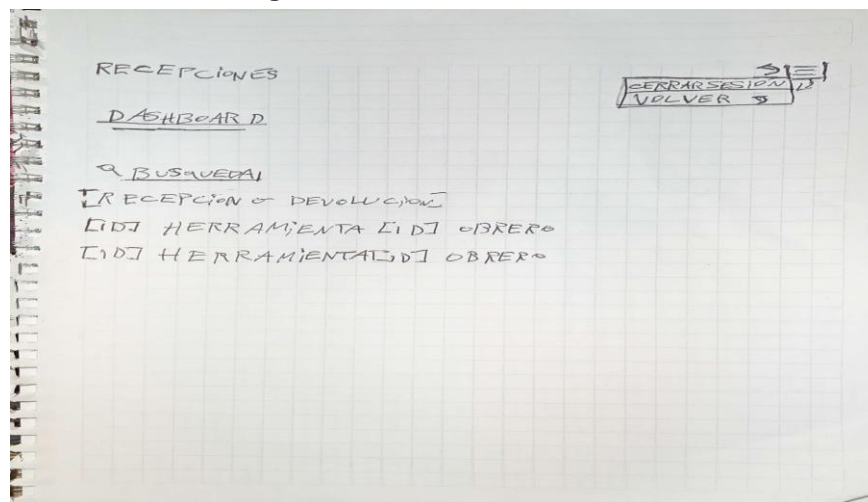 RECEPCiONES
CERRAR SESION
VOLVER
DASHBOARD
BUSQUEDA
[RECEPCiON o DEVOLUCiON]
[ID] HERRAMiENTA [ID] OBRERO
[ID] HERRAMiENTA [ID] OBRERO